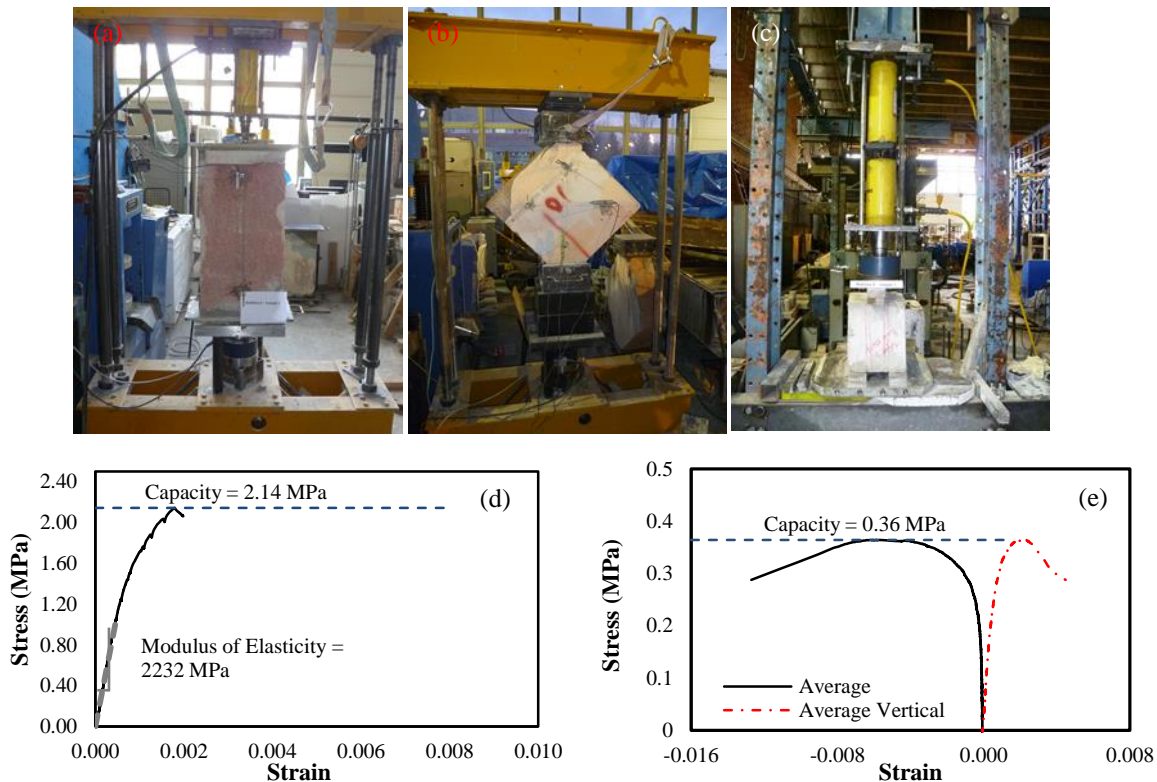 (a)
(b)
(c)
10
2.40
2.00
1.60
1.20
0.80
0.40
0.00
Stress (MPa)
Capacity = 2.14 MPa
(d)
Modulus of Elasticity =
2232 MPa
0.000
0.002
0.004
0.006
0.008
0.010
Strain
0.5
0.4
0.3
0.2
0.1
0
Stress (MPa)
(e)
Capacity = 0.36 MPa
Average
Average Vertical
-0.016
-0.008
0.000
0.008
Strain